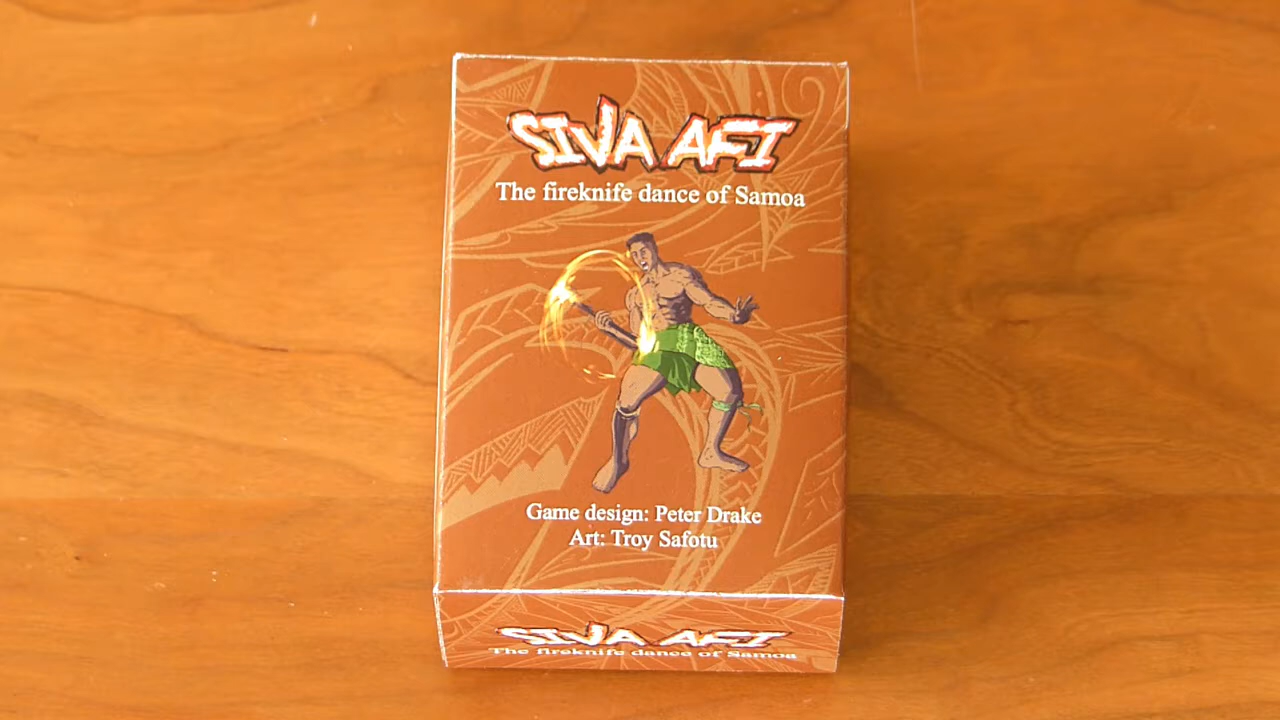 SIVA AFI
The fireknife dance of Samoa
Game design: Peter Drake
Art: Troy Safotu
SIVA AFI
The fireknife dance of Samoa